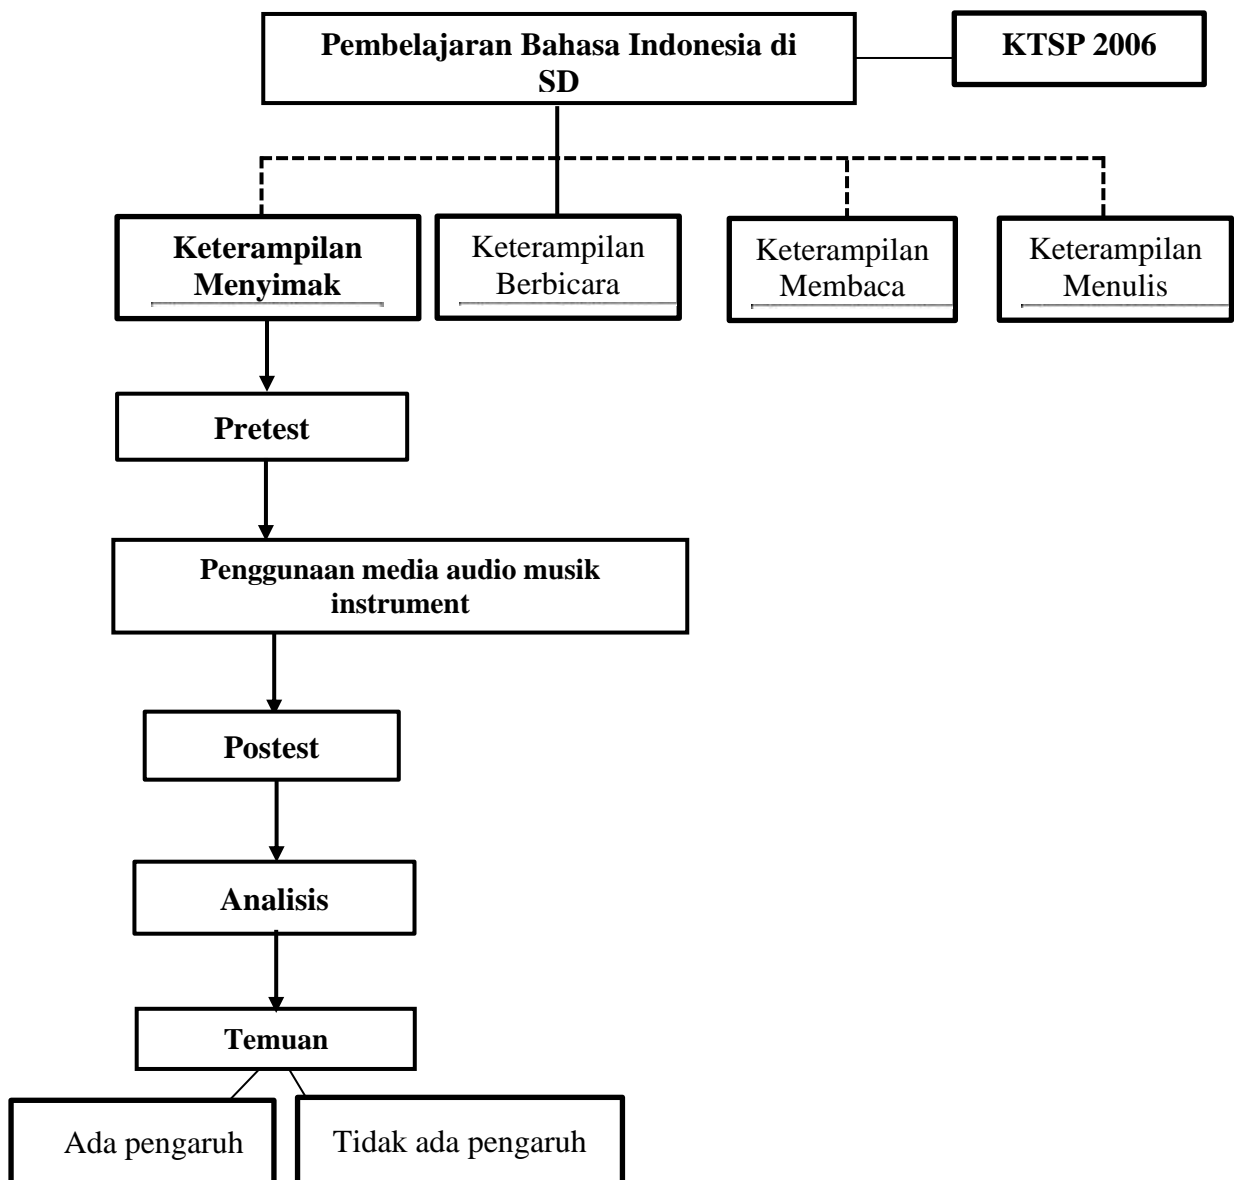 Pembelajaran Bahasa Indonesia di
SD
KTSP 2006
Keterampilan
Menyimak
Keterampilan
Berbicara
Keterampilan
Membaca
Keterampilan
Menulis
Pretest
Penggunaan media audio musik
instrument
Postest
Analisis
Temuan
Ada pengaruh
Tidak ada pengaruh